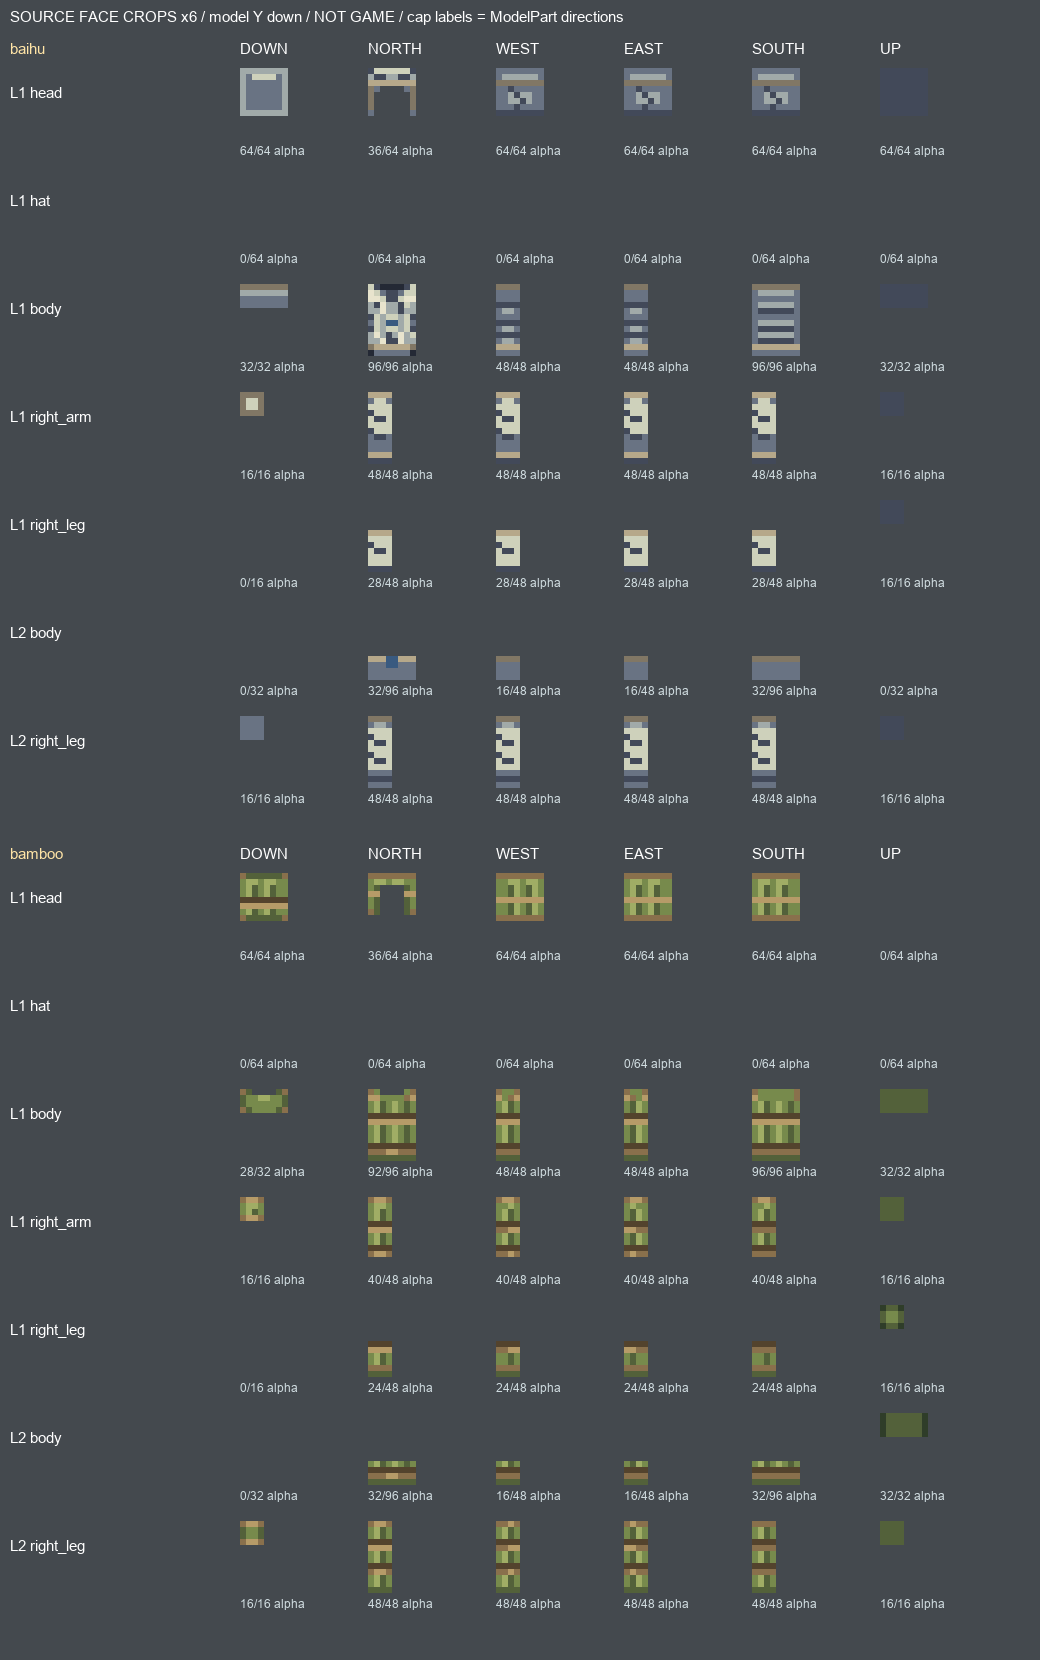 SOURCE FACE CROPS x6 / model Y down / NOT GAME / cap labels = ModelPart directions
baihu DOWN NORTH WEST EAST SOUTH UP
L1 head
64/64 alpha 36/64 alpha 64/64 alpha 64/64 alpha 64/64 alpha 64/64 alpha
L1 hat
0/64 alpha 0/64 alpha 0/64 alpha 0/64 alpha 0/64 alpha 0/64 alpha
L1 body
32/32 alpha 96/96 alpha 48/48 alpha 48/48 alpha 96/96 alpha 32/32 alpha
L1 right_arm
16/16 alpha 48/48 alpha 48/48 alpha 48/48 alpha 48/48 alpha 16/16 alpha
L1 right_leg
0/16 alpha 28/48 alpha 28/48 alpha 28/48 alpha 28/48 alpha 16/16 alpha
L2 body
0/32 alpha 32/96 alpha 16/48 alpha 16/48 alpha 32/96 alpha 0/32 alpha
L2 right_leg
16/16 alpha 48/48 alpha 48/48 alpha 48/48 alpha 48/48 alpha 16/16 alpha
bamboo DOWN NORTH WEST EAST SOUTH UP
L1 head
64/64 alpha 36/64 alpha 64/64 alpha 64/64 alpha 64/64 alpha 0/64 alpha
L1 hat
0/64 alpha 0/64 alpha 0/64 alpha 0/64 alpha 0/64 alpha 0/64 alpha
L1 body
28/32 alpha 92/96 alpha 48/48 alpha 48/48 alpha 96/96 alpha 32/32 alpha
L1 right_arm
16/16 alpha 40/48 alpha 40/48 alpha 40/48 alpha 40/48 alpha 16/16 alpha
L1 right_leg
0/16 alpha 24/48 alpha 24/48 alpha 24/48 alpha 24/48 alpha 16/16 alpha
L2 body
0/32 alpha 32/96 alpha 16/48 alpha 16/48 alpha 32/96 alpha 32/32 alpha
L2 right_leg
16/16 alpha 48/48 alpha 48/48 alpha 48/48 alpha 48/48 alpha 16/16 alpha